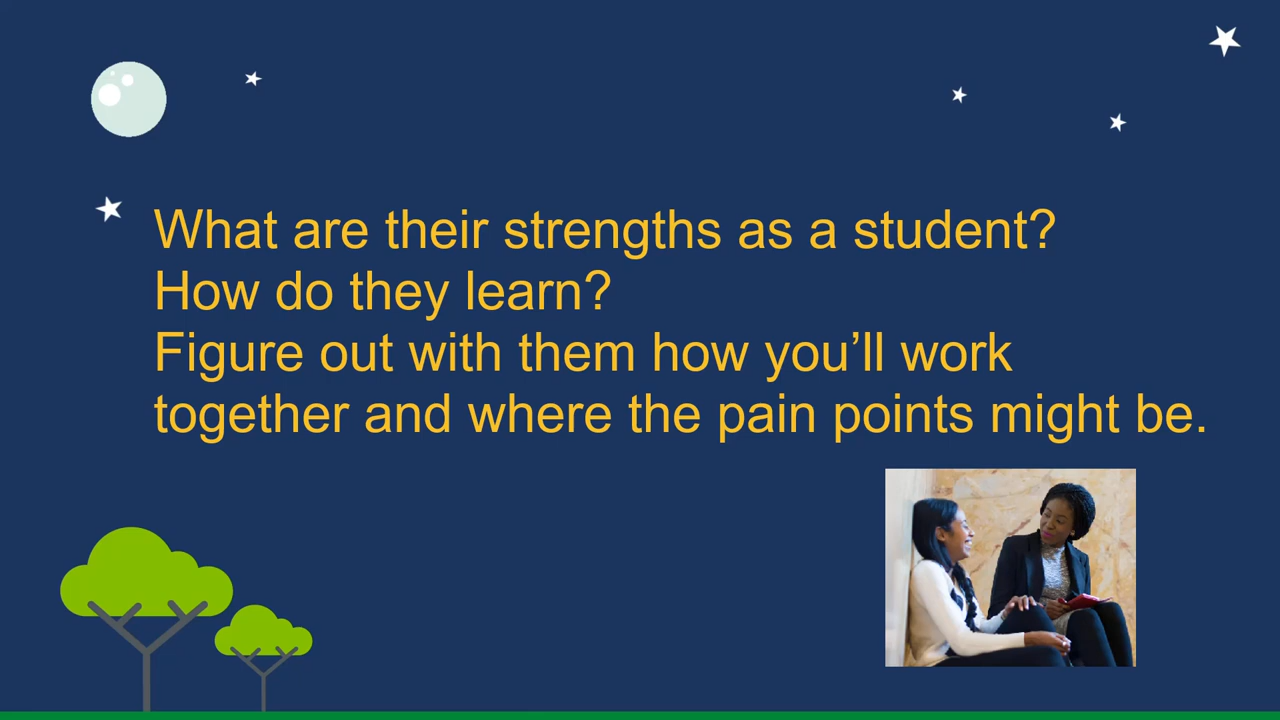 What are their strengths as a student?
How do they learn?
Figure out with them how you’ll work
together and where the pain points might be.